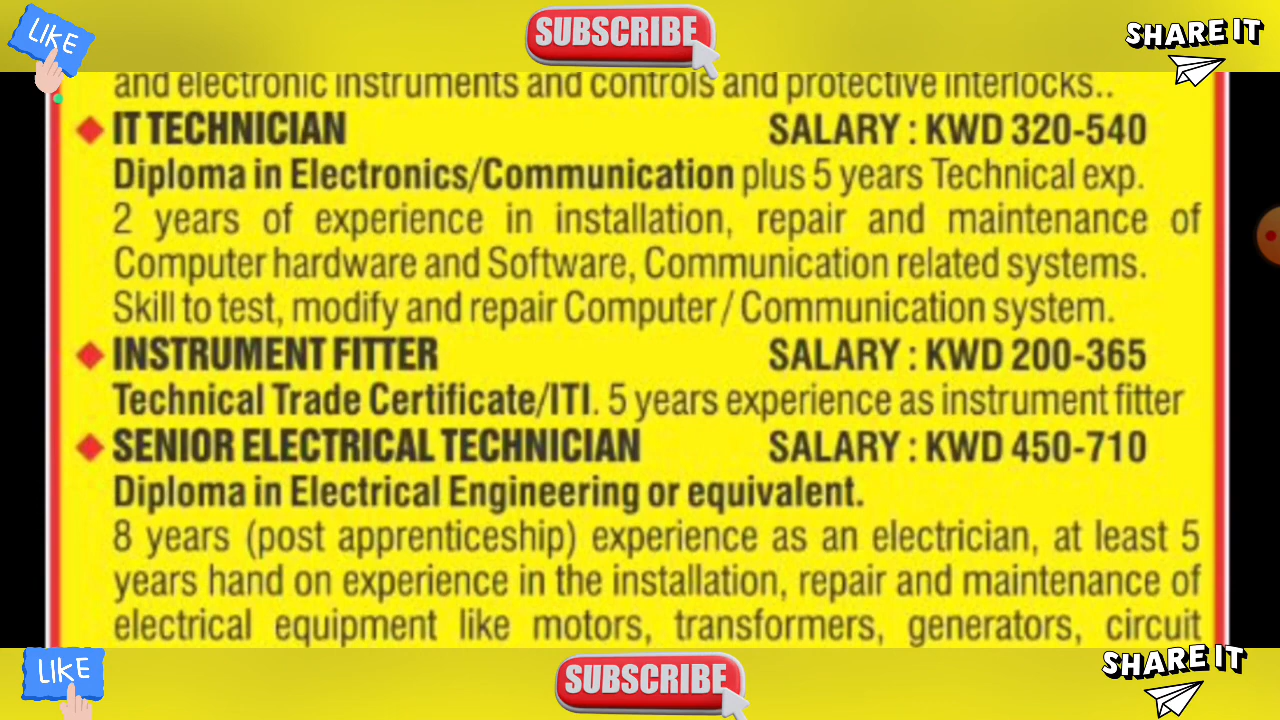 LIKE
SUBSCRIBE
SHARE IT
and electronic instruments and controls and protective interlocks..
IT TECHNICIAN SALARY : KWD 320-540
Diploma in Electronics/Communication plus 5 years Technical exp.
2 years of experience in installation, repair and maintenance of
Computer hardware and Software, Communication related systems.
Skill to test, modify and repair Computer / Communication system.
INSTRUMENT FITTER SALARY : KWD 200-365
Technical Trade Certificate/ITI. 5 years experience as instrument fitter
SENIOR ELECTRICAL TECHNICIAN SALARY : KWD 450-710
Diploma in Electrical Engineering or equivalent.
8 years (post apprenticeship) experience as an electrician, at least 5
years hand on experience in the installation, repair and maintenance of
electrical equipment like motors, transformers, generators, circuit
LIKE
SUBSCRIBE
SHARE IT